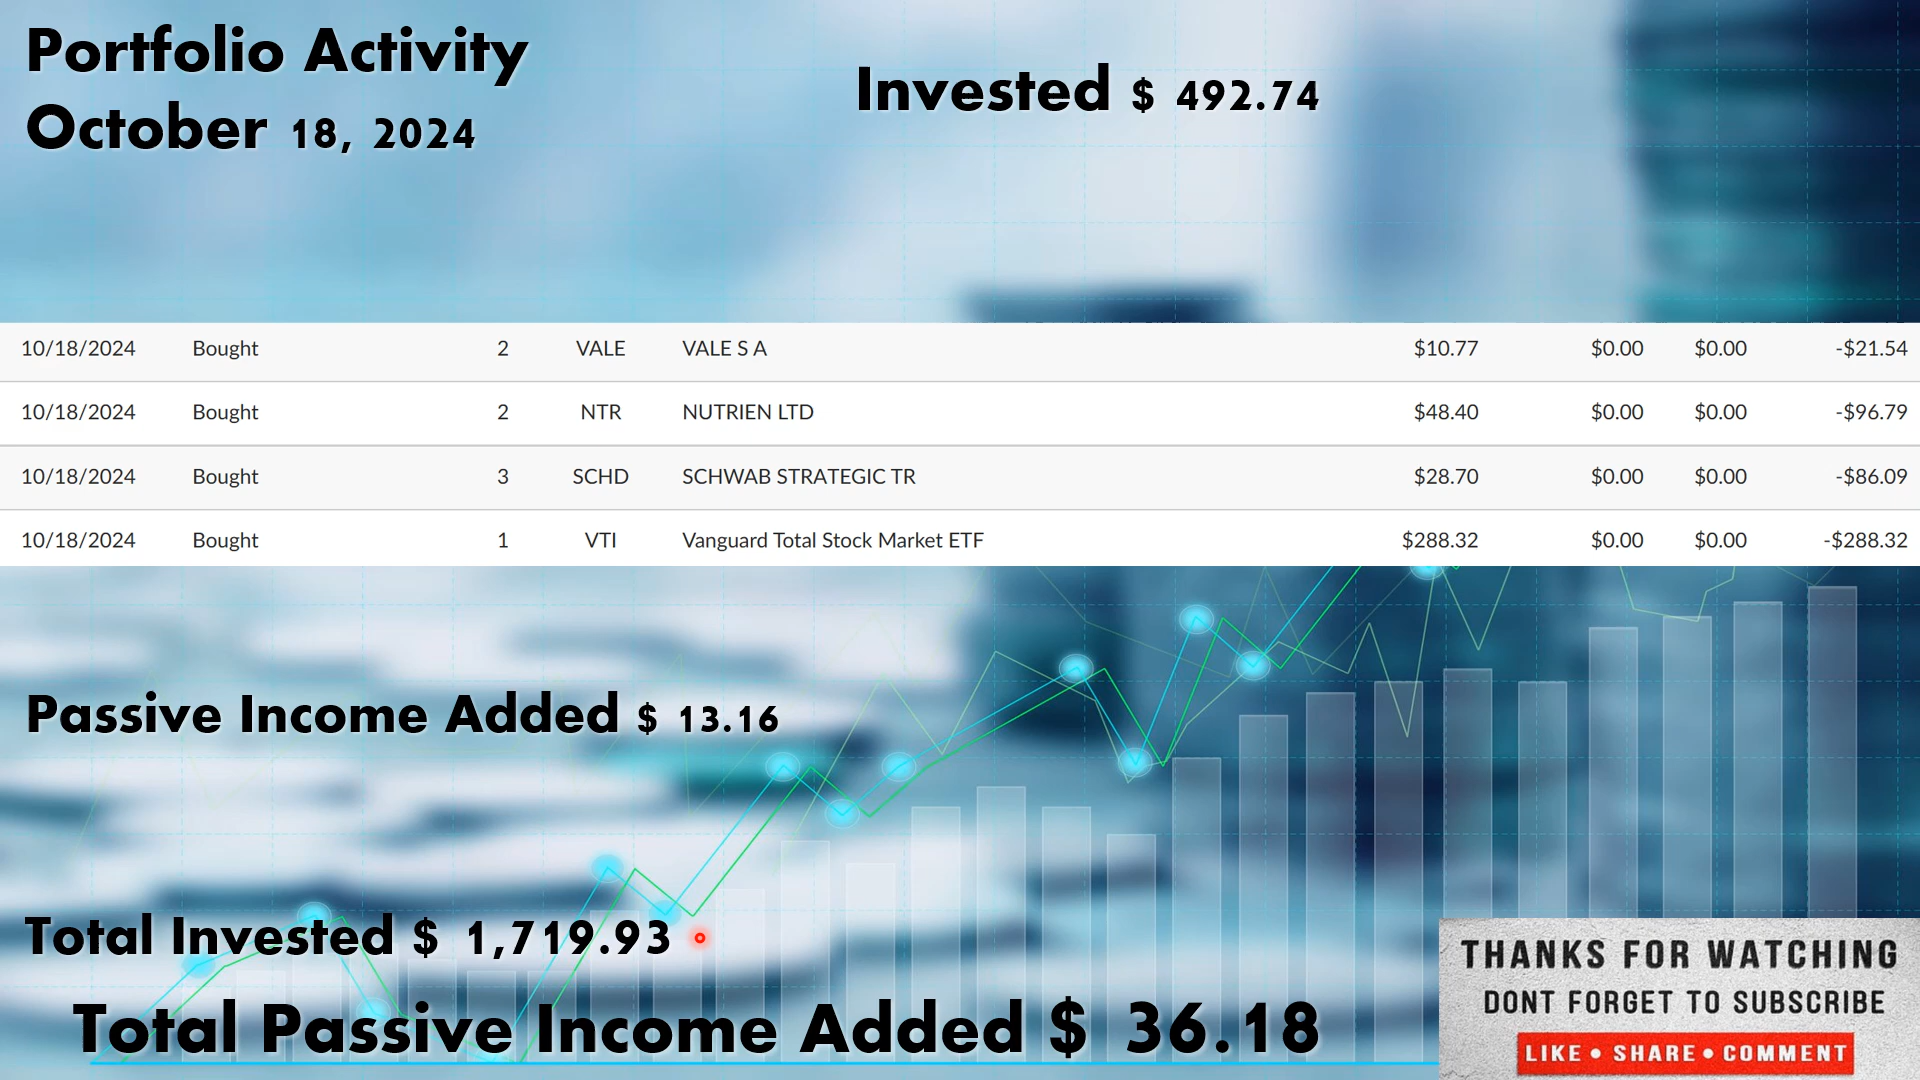 Portfolio Activity
October 18, 2024
Invested $ 492.74
10/18/2024 Bought 2 VALE VALE S A $10.77 $0.00 $0.00 -$21.54
10/18/2024 Bought 2 NTR NUTRIEN LTD $48.40 $0.00 $0.00 -$96.79
10/18/2024 Bought 3 SCHD SCHWAB STRATEGIC TR $28.70 $0.00 $0.00 -$86.09
10/18/2024 Bought 1 VTI Vanguard Total Stock Market ETF $288.32 $0.00 $0.00 -$288.32
Passive Income Added $ 13.16
Total Invested $ 1,719.93
Total Passive Income Added $ 36.18
THANKS FOR WATCHING
DONT FORGET TO SUBSCRIBE
LIKE • SHARE • COMMENT